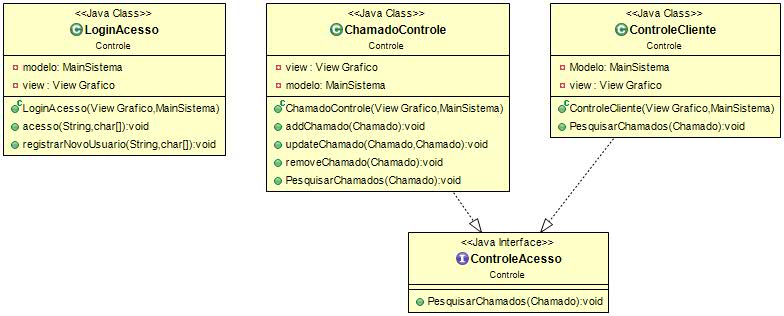 <<Java Class>>
LoginAcesso
Controle
modelo: MainSistema
view : View Grafico
LoginAcesso(View Grafico,MainSistema)
acesso(String,char[]):void
registrarNovoUsuario(String,char[]):void
<<Java Class>>
ChamadoControle
Controle
view : View Grafico
modelo: MainSistema
ChamadoControle(View Grafico,MainSistema)
addChamado(Chamado):void
updateChamado(Chamado,Chamado):void
removeChamado(Chamado):void
PesquisarChamados(Chamado):void
<<Java Class>>
ControleCliente
Controle
Modelo: MainSistema
view : View Grafico
ControleCliente(View Grafico,MainSistema)
PesquisarChamados(Chamado):void
<<Java Interface>>
ControleAcesso
Controle
PesquisarChamados(Chamado):void